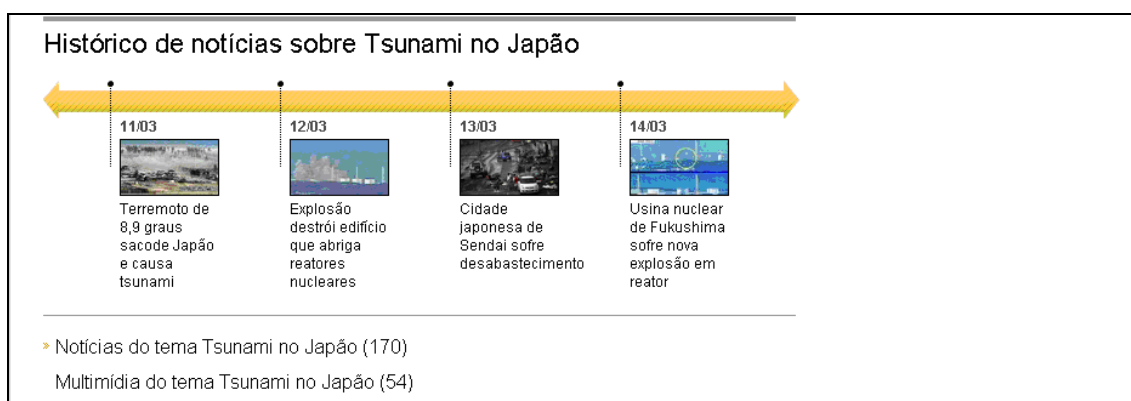 Histórico de notícias sobre Tsunami no Japão
11/03
Terremoto de
8,9 graus
sacode Japão
e causa
tsunami
12/03
Explosão
destrói edifício
que abriga
reatores
nucleares
13/03
Cidade
japonesa de
Sendai sofre
desabastecimento
14/03
Usina nuclear
de Fukushima
sofre nova
explosão em
reator
» Notícias do tema Tsunami no Japão (170)
Multimídia do tema Tsunami no Japão (54)